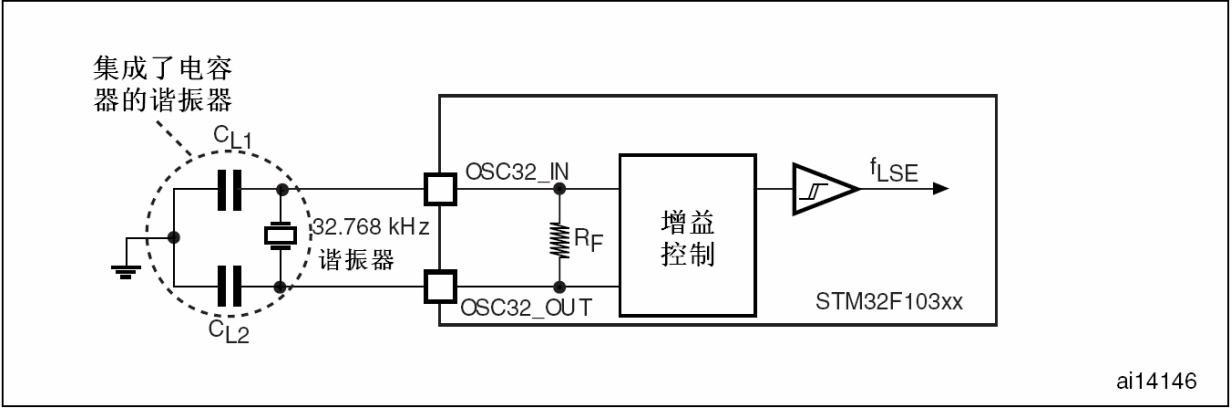 集成了电容
器的谐振器
CL1
OSC32_IN
fLSE
32.768 kHz
谐振器
RF
增益
控制
STM32F103xx
OSC32_OUT
CL2
ai14146